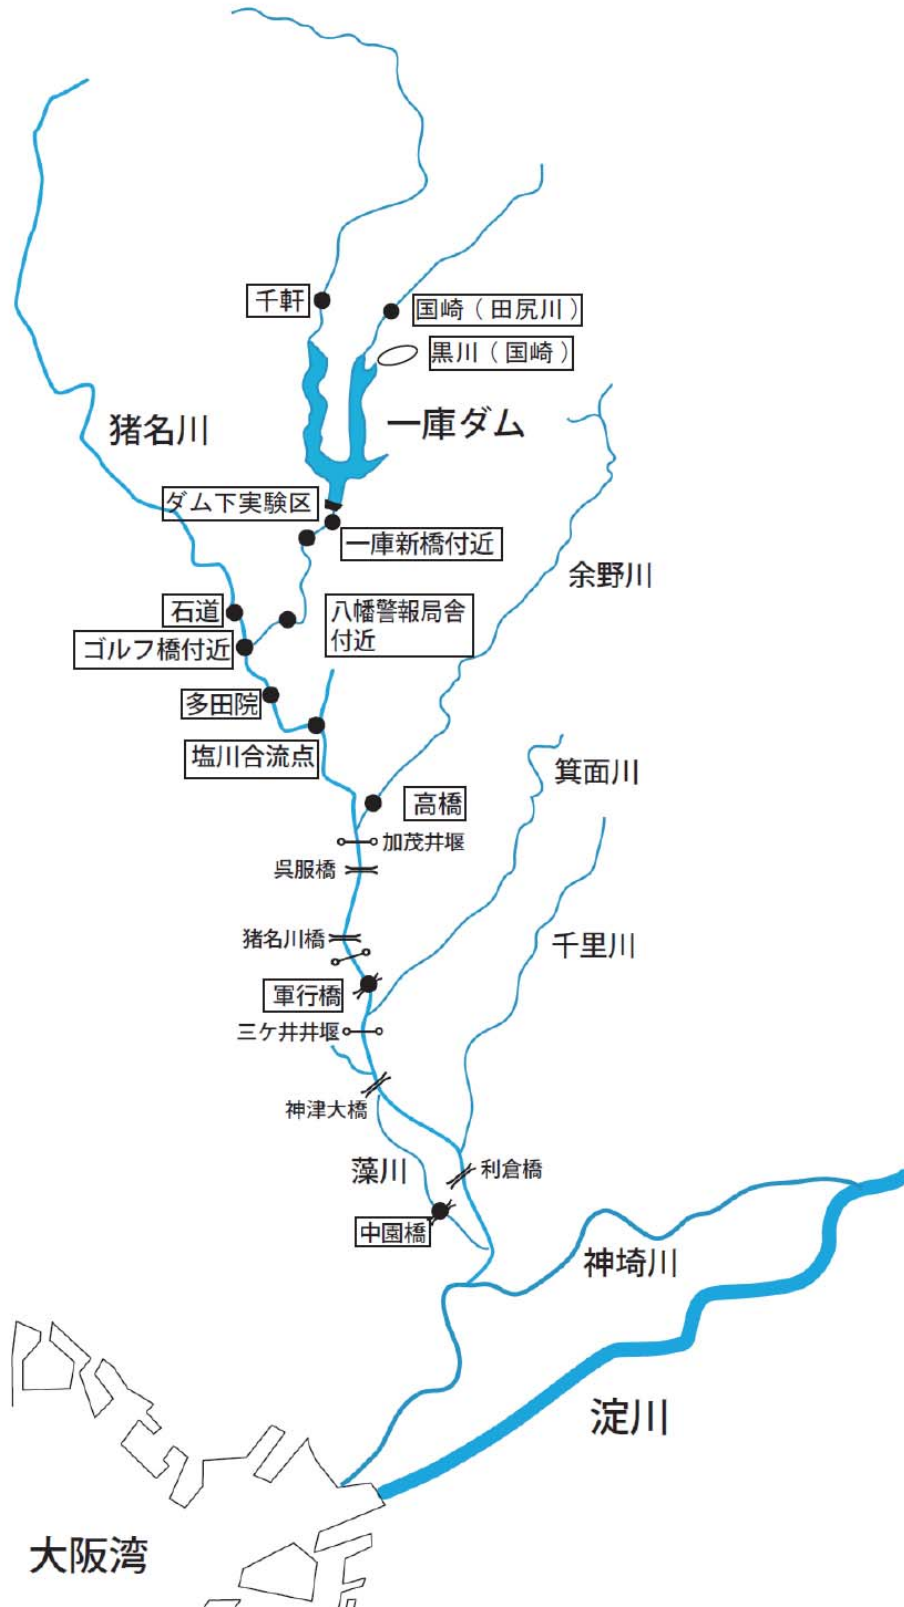 千軒
国崎（田尻川）
黒川（国崎）
猪名川
一庫ダム
ダム下実験区
一庫新橋付近
余野川
石道
八幡警報局舎
付近
ゴルフ橋付近
多田院
塩川合流点
箕面川
高橋
加茂井堰
呉服橋
猪名川橋
千里川
軍行橋
三ケ井井堰
神津大橋
藻川
利倉橋
中園橋
神埼川
淀川
大阪湾